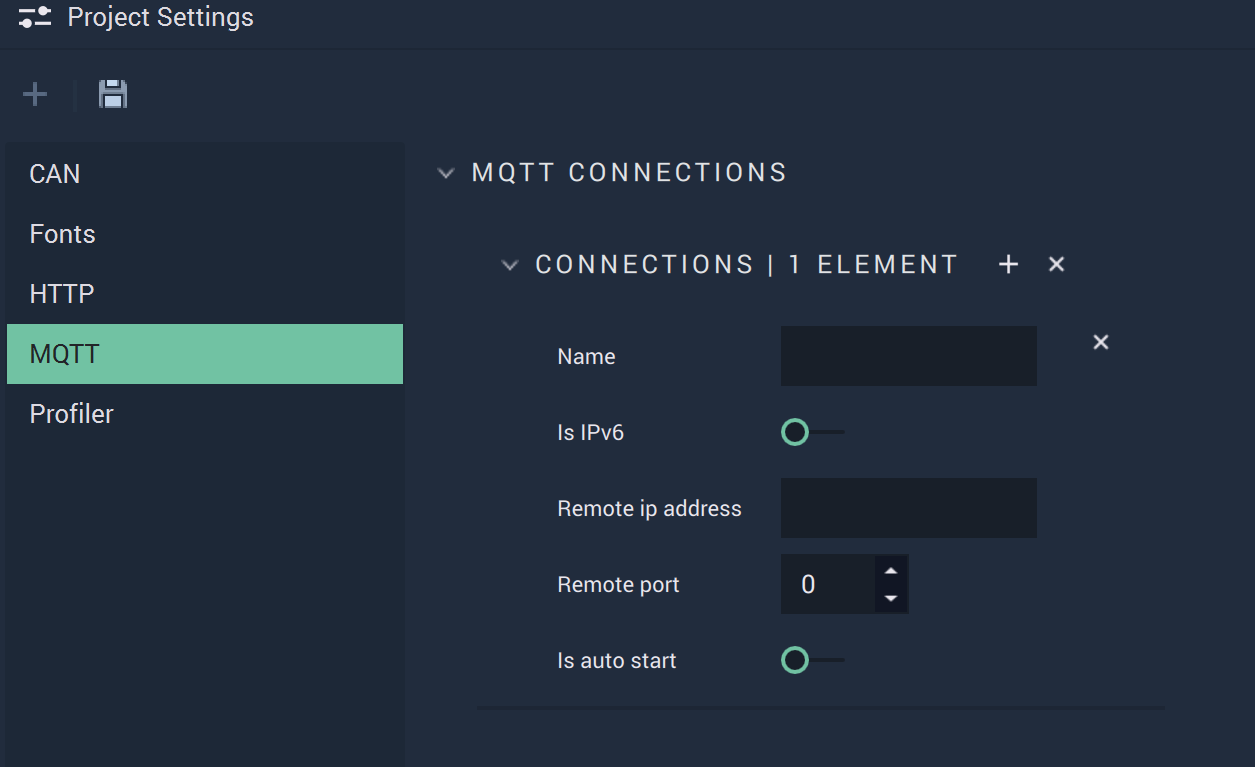 Project Settings
CAN
Fonts
HTTP
MQTT
Profiler
MQTT CONNECTIONS
CONNECTIONS | 1 ELEMENT
Name
Is IPv6
Remote ip address
Remote port
0
Is auto start